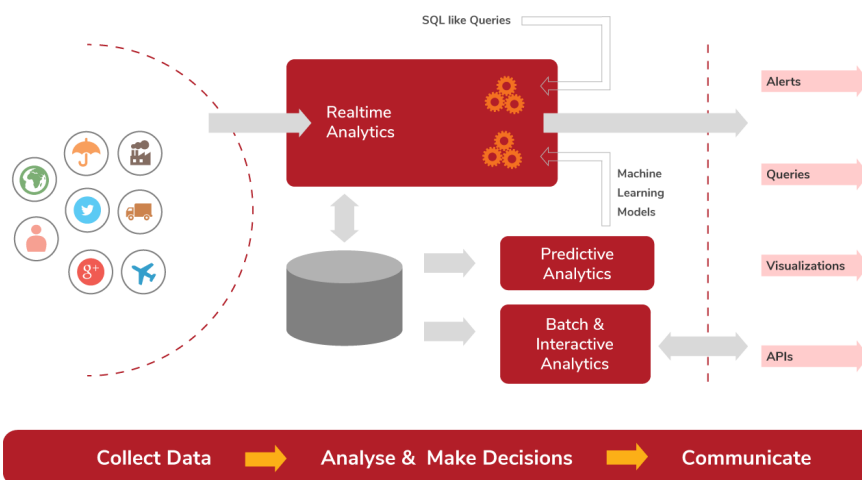 SQL like Queries
Realtime
Analytics
Machine
Learning
Models
Predictive
Analytics
Batch &
Interactive
Analytics
g+
Alerts
Queries
Visualizations
APIs
Collect Data
Analyse & Make Decisions
Communicate